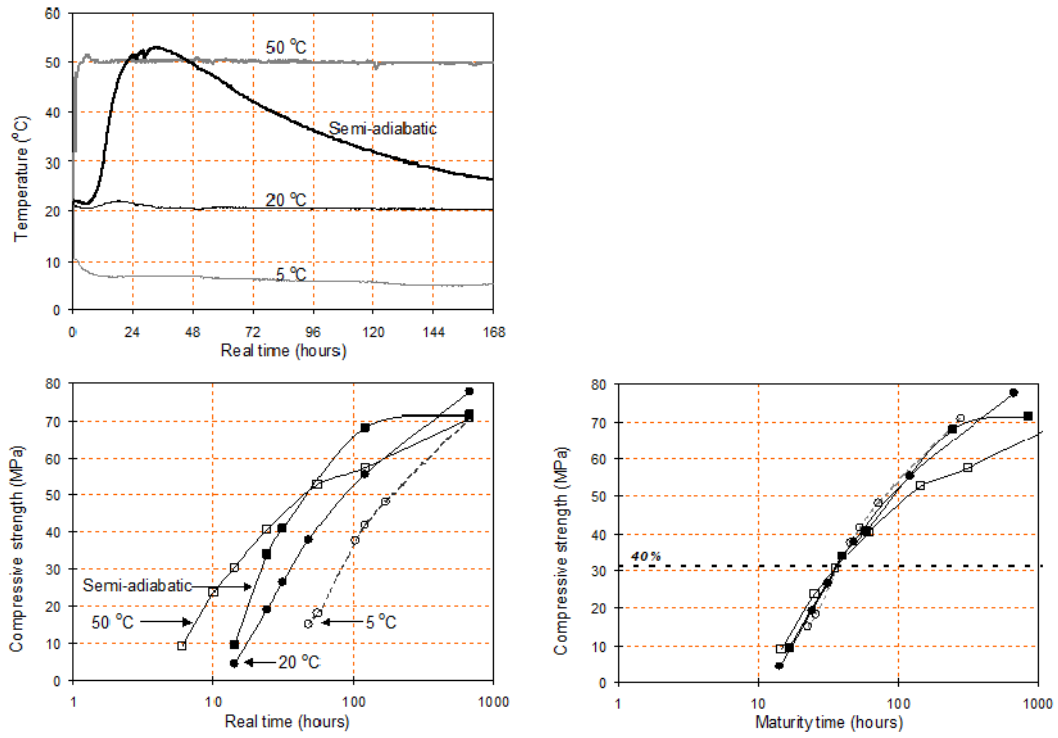 60
50
40
30
20
10
0
Temperature (°C)
50 °C
Semi-adiabatic
20 °C
5 °C
0 24 48 72 96 120 144 168
Real time (hours)
80
70
60
50
40
30
20
10
0
Compressive strength (MPa)
Semi-adiabatic
50 °C
5 °C
20 °C
1 10 100 1000
Real time (hours)
80
70
60
50
40
30
20
10
0
Compressive strength (MPa)
40%
1 10 100 1000
Maturity time (hours)